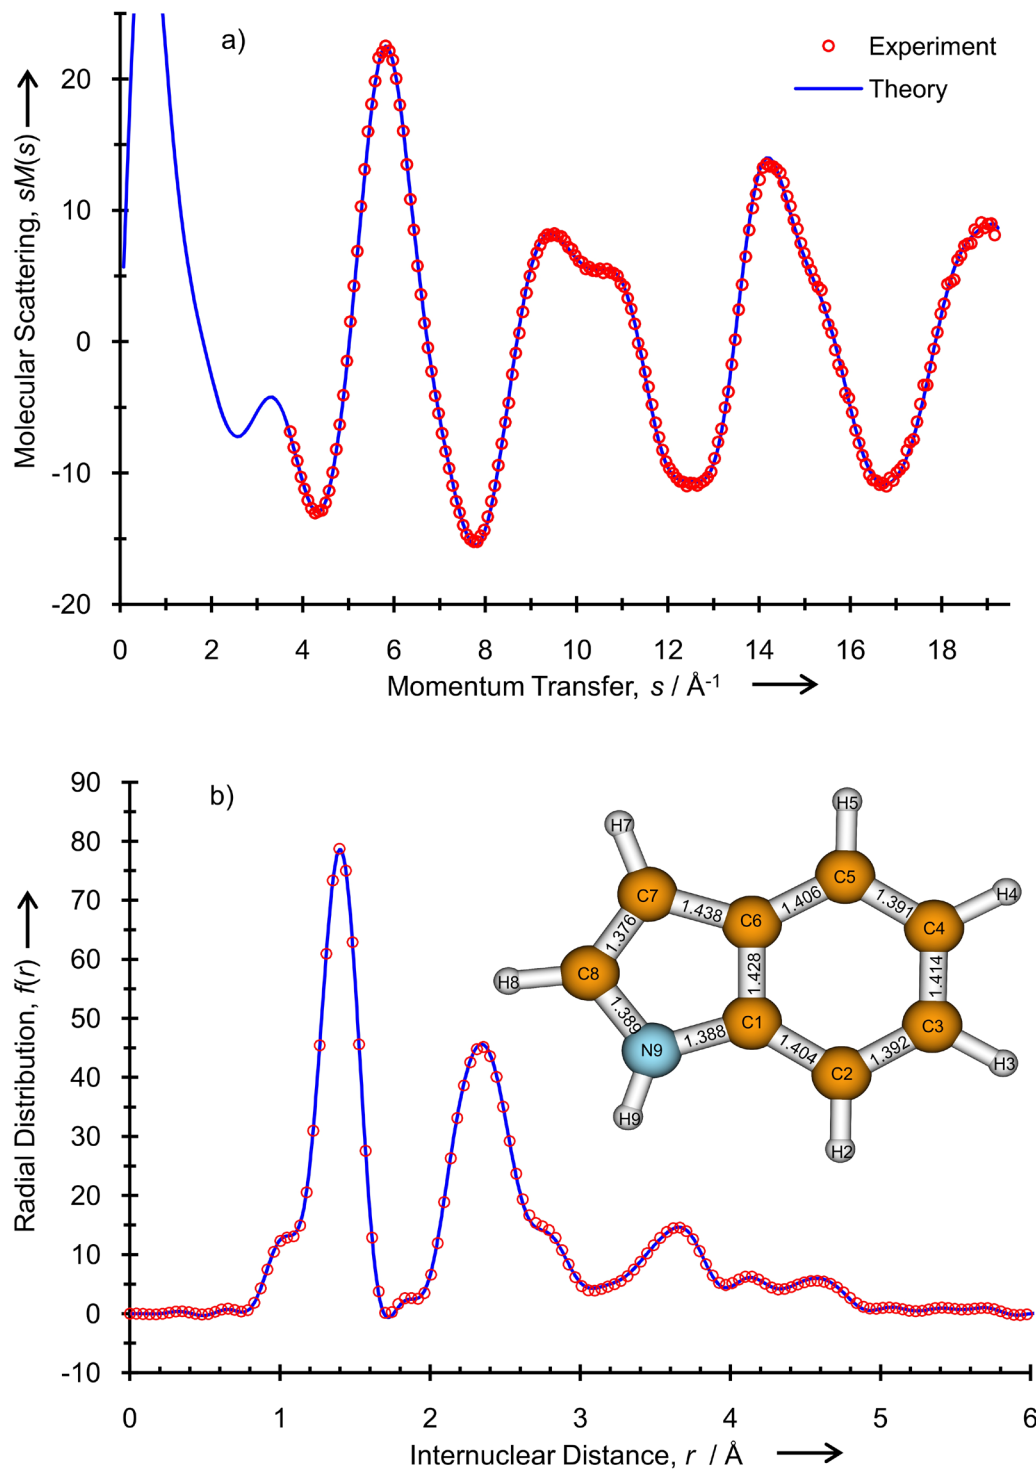 a)
Experiment
Theory
Molecular Scattering, sM(s)
20
10
0
-10
-20
0 2 4 6 8 10 12 14 16 18
Momentum Transfer, s / Å-1
b)
Radial Distribution, f(r)
90
80
70
60
50
40
30
20
10
0
-10
0 1 2 3 4 5 6
Internuclear Distance, r / Å
H5
H7
C5
H4
C7
1.406
1.391
1.438
C6
C4
1.376
C8
1.428
1.414
H8
1.389
C1
C3
N9
1.388
1.404
1.392
H3
C2
H9
H2